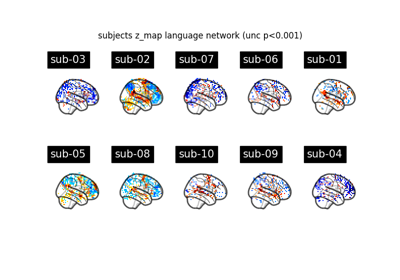 subjects z_map language network (unc p<0.001)
sub-03 sub-02 sub-07 sub-06 sub-01
sub-05 sub-08 sub-10 sub-09 sub-04